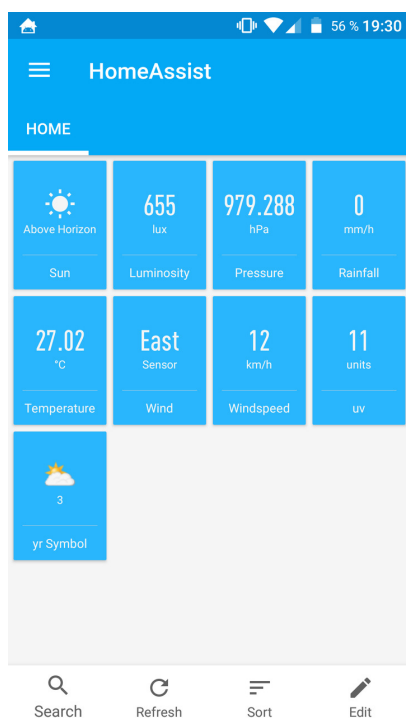 56 % 19:30
HomeAssist
HOME
655 979.288 0
Above Horizon lux hPa mm/h
Sun Luminosity Pressure Rainfall
27.02 East 12 11
°C Sensor km/h units
Temperature Wind Windspeed uv
3
yr Symbol
Search Refresh Sort Edit